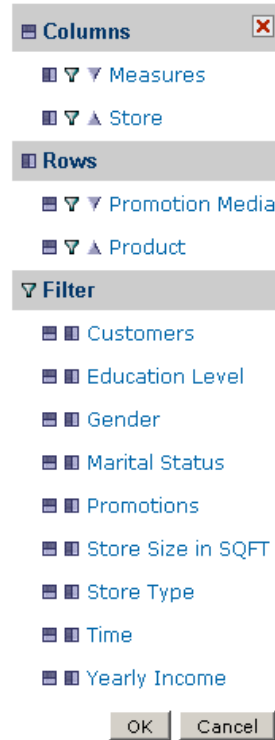 Columns
Measures
Store
Rows
Promotion Media
Product
Filter
Customers
Education Level
Gender
Marital Status
Promotions
Store Size in SQFT
Store Type
Time
Yearly Income
OK Cancel